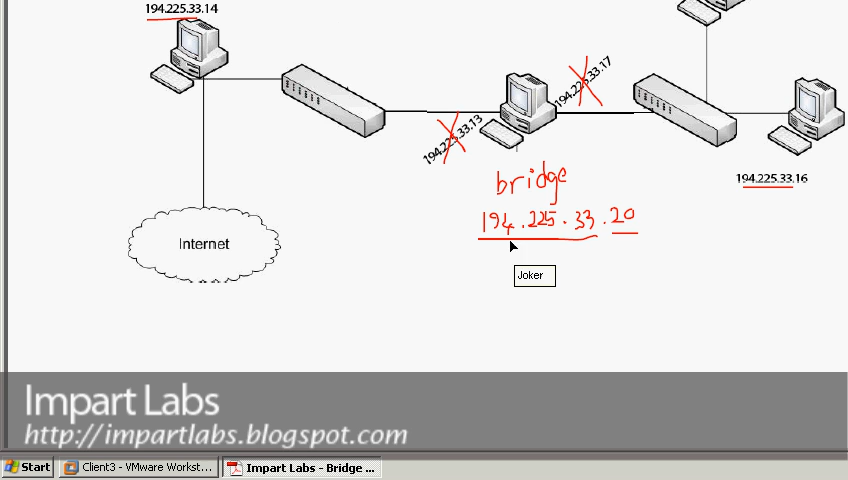 194.225.33.14
194.225.33.17
194.225.33.13
194.225.33.16
bridge
194.225.33.20
Internet
Joker
Impart Labs
http://impartlabs.blogspot.com
Start
Client3 - VMware Workst...
Impart Labs - Bridge ...